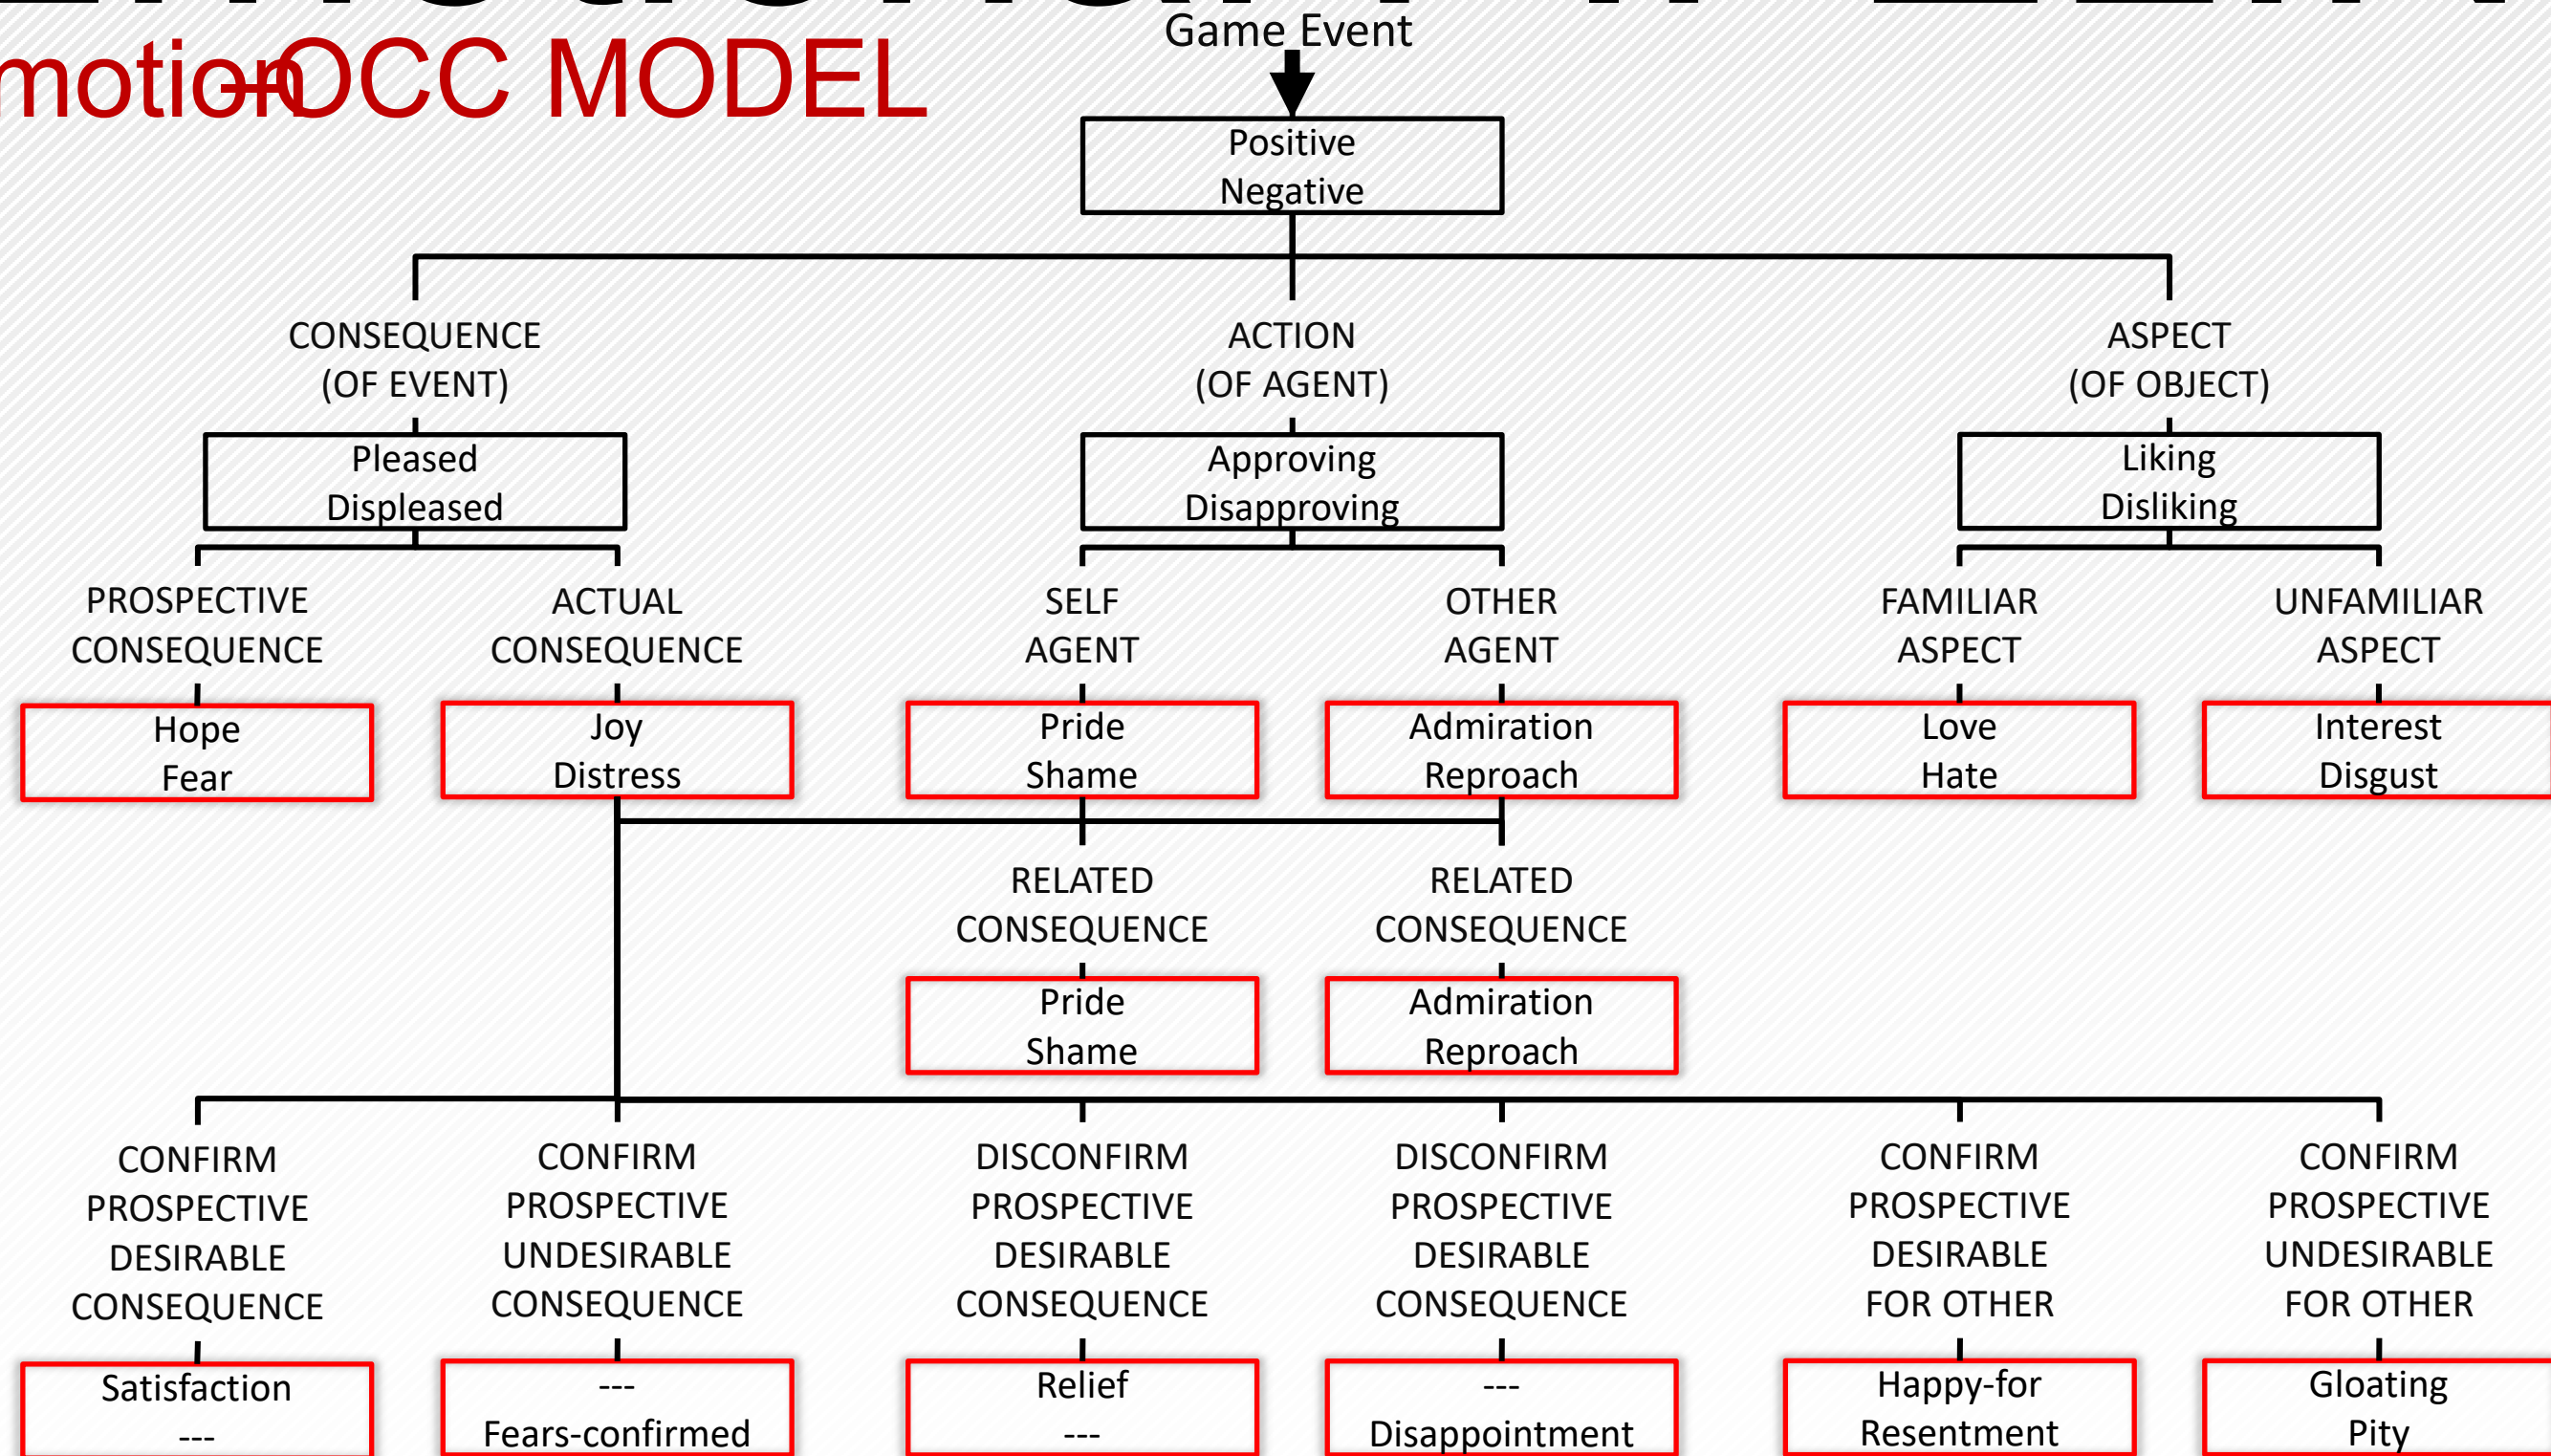 Game Event
motion
–OCC MODEL
Positive
Negative
CONSEQUENCE
(OF EVENT)
ACTION
(OF AGENT)
ASPECT
(OF OBJECT)
Pleased
Displeased
Approving
Disapproving
Liking
Disliking
PROSPECTIVE
CONSEQUENCE
ACTUAL
CONSEQUENCE
SELF
AGENT
OTHER
AGENT
FAMILIAR
ASPECT
UNFAMILIAR
ASPECT
Hope
Fear
Joy
Distress
Pride
Shame
Admiration
Reproach
Love
Hate
Interest
Disgust
RELATED
CONSEQUENCE
RELATED
CONSEQUENCE
Pride
Shame
Admiration
Reproach
CONFIRM
PROSPECTIVE
DESIRABLE
CONSEQUENCE
CONFIRM
PROSPECTIVE
UNDESIRABLE
CONSEQUENCE
DISCONFIRM
PROSPECTIVE
DESIRABLE
CONSEQUENCE
DISCONFIRM
PROSPECTIVE
DESIRABLE
CONSEQUENCE
CONFIRM
PROSPECTIVE
DESIRABLE
FOR OTHER
CONFIRM
PROSPECTIVE
UNDESIRABLE
FOR OTHER
Satisfaction
---
---
Fears-confirmed
Relief
---
---
Disappointment
Happy-for
Resentment
Gloating
Pity